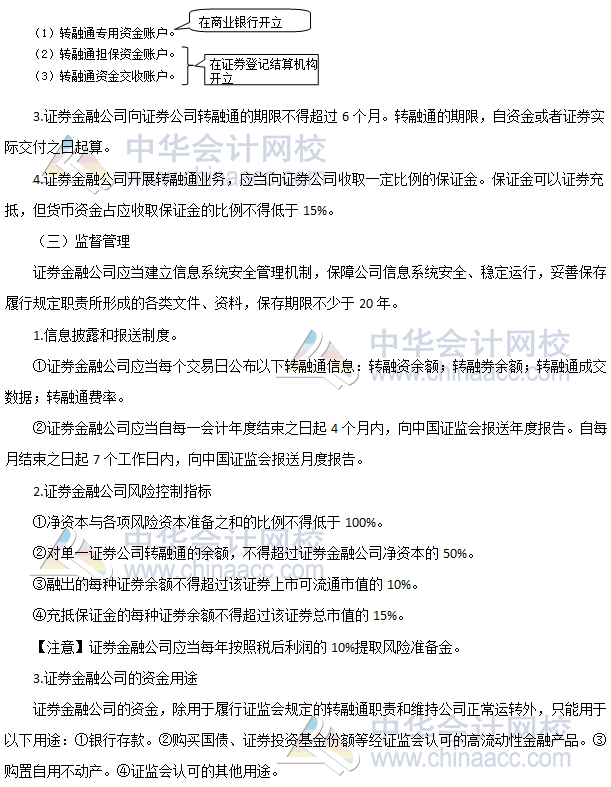 (1) 转融通专用资金账户。
在商业银行开立
(2) 转融通担保资金账户。
(3) 转融通资金交收账户。
在证券登记结算机构
开立
3.证券金融公司向证券公司转融通的期限不得超过 6 个月。转融通的期限，自资金或者证券实
际交付之日起算。
中华会计网校
www.chinaacc.com
4.证券金融公司开展转融通业务，应当向证券公司收取一定比例的保证金。保证金可以证券充
抵，但货币资金占应收取保证金的比例不得低于 15%。
（三）监督管理
证券金融公司应当建立信息系统安全管理机制，保障公司信息系统安全、稳定运行，妥善保存
履行规定职责所形成的各类文件、资料，保存期限不少于 20 年。
1.信息披露和报送制度。
中华会计网校
www.chinaacc.com
①证券金融公司应当每个交易日公布以下转融通信息：转融资余额；转融券余额；转融通成交
数据；转融通费率。
②证券金融公司应当自每一会计年度结束之日起 4 个月内，向中国证监会报送年度报告。自每
月结束之日起 7 个工作日内，向中国证监会报送月度报告。
2.证券金融公司风险控制指标
①净资本与各项风险资本准备之和的比例不得低于 100%。
中华会计网校
www.chinaacc.com
②对单一证券公司转融通的余额，不得超过证券金融公司净资本的 50%。
③融出的每种证券余额不得超过该证券上市可流通市值的 10%。
④充抵保证金的每种证券余额不得超过该证券总市值的 15%。
【注意】证券金融公司应当每年按照税后利润的 10%提取风险准备金。
3.证券金融公司的资金用途
证券金融公司的资金，除用于履行证监会规定的转融通职责和维持公司正常运转外，只能用于
以下用途：①银行存款。②购买国债、证券投资基金份额等经证监会认可的高流动性金融产品。③
购置自用不动产。④证监会认可的其他用途。
中华会计网校
www.chinaacc.com